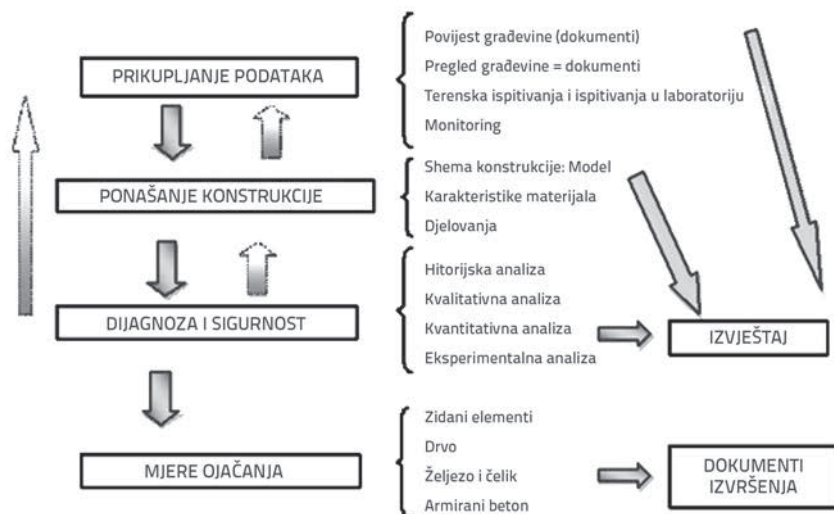 PRIKUPLJANJE PODATAKA
Povijest građevine (dokumenti)
Pregled građevine = dokumenti
Terenska ispitivanja i ispitivanja u laboratoriju
Monitoring
PONAŠANJE KONSTRUKCIJE
Shema konstrukcije: Model
Karakteristike materijala
Djelovanja
DIJAGNOZA I SIGURNOST
Hitorijska analiza
Kvalitativna analiza
Kvantitativna analiza
Eksperimentalna analiza
IZVJEŠTAJ
MJERE OJAČANJA
Zidani elementi
Drvo
Željezo i čelik
Armirani beton
DOKUMENTI
IZVRŠENJA